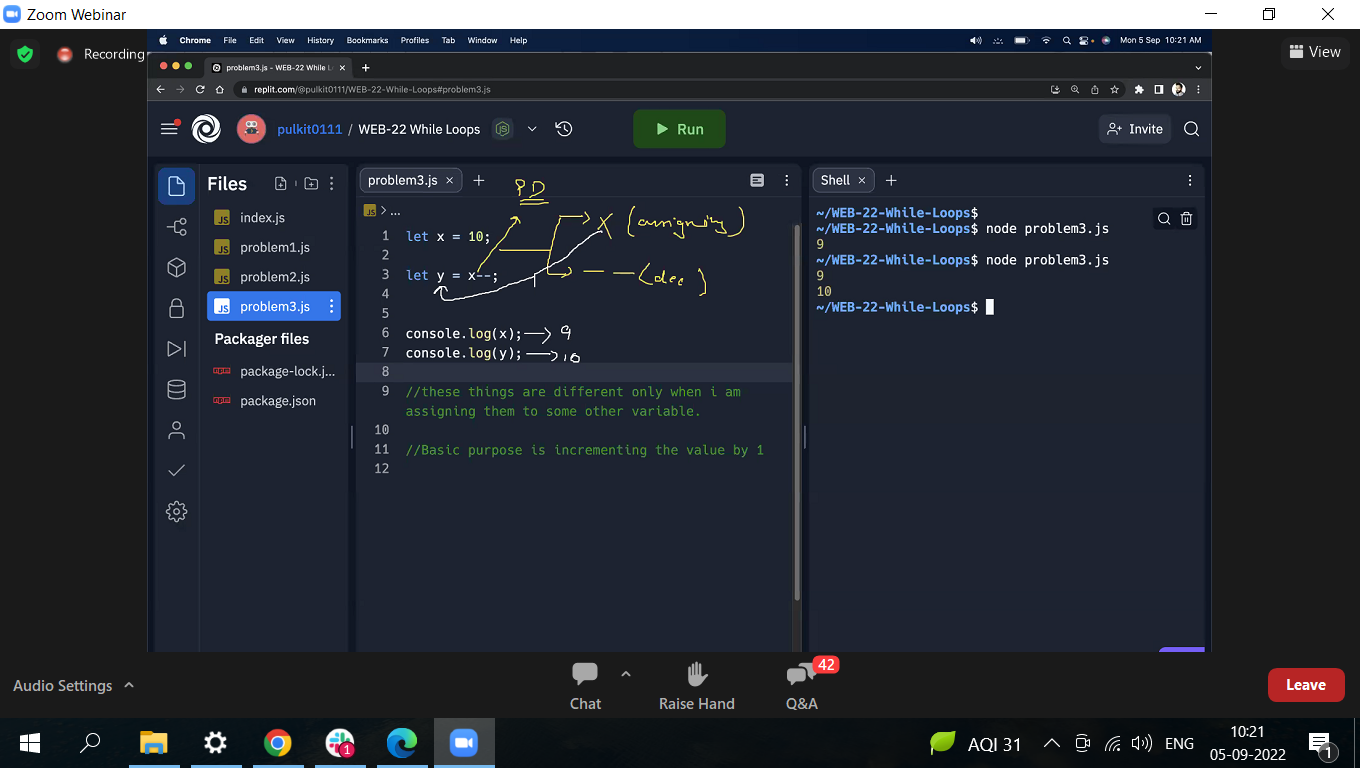 Zoom Webinar
Recording
View
Chrome File Edit View History Bookmarks Profiles Tab Window Help
Mon 5 Sep 10:21 AM
problem3.js - WEB-22 While L
replit.com/@pulkit0111/WEB-22-While-Loops#problem3.js
pulkit0111 / WEB-22 While Loops
Run
Invite
Files
index.js
problem1.js
problem2.js
problem3.js
Packager files
package-lock.j...
package.json
problem3.js
JS > ...
PD
X (assigning)
1 let x = 10;
2
3 let y = x--;
-- (dec)
4
5
6 console.log(x); 9
7 console.log(y); 10
8
9 //these things are different only when i am
assigning them to some other variable.
10
11 //Basic purpose is incrementing the value by 1
12
Shell
~/WEB-22-While-Loops$
~/WEB-22-While-Loops$ node problem3.js
9
~/WEB-22-While-Loops$ node problem3.js
9
10
~/WEB-22-While-Loops$
Audio Settings
Chat
Raise Hand
42
Q&A
Leave
1
AQI 31
ENG
10:21
05-09-2022
1